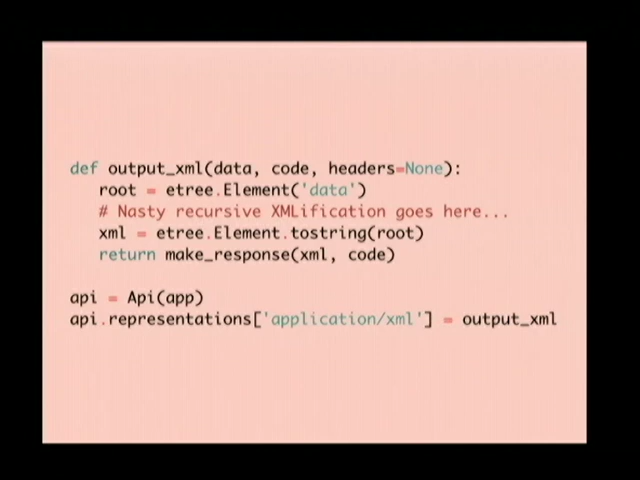 def output_xml(data, code, headers=None):
root = etree.Element('data')
# Nasty recursive XMLification goes here...
xml = etree.Element.tostring(root)
return make_response(xml, code)
api = Api(app)
api.representations['application/xml'] = output_xml